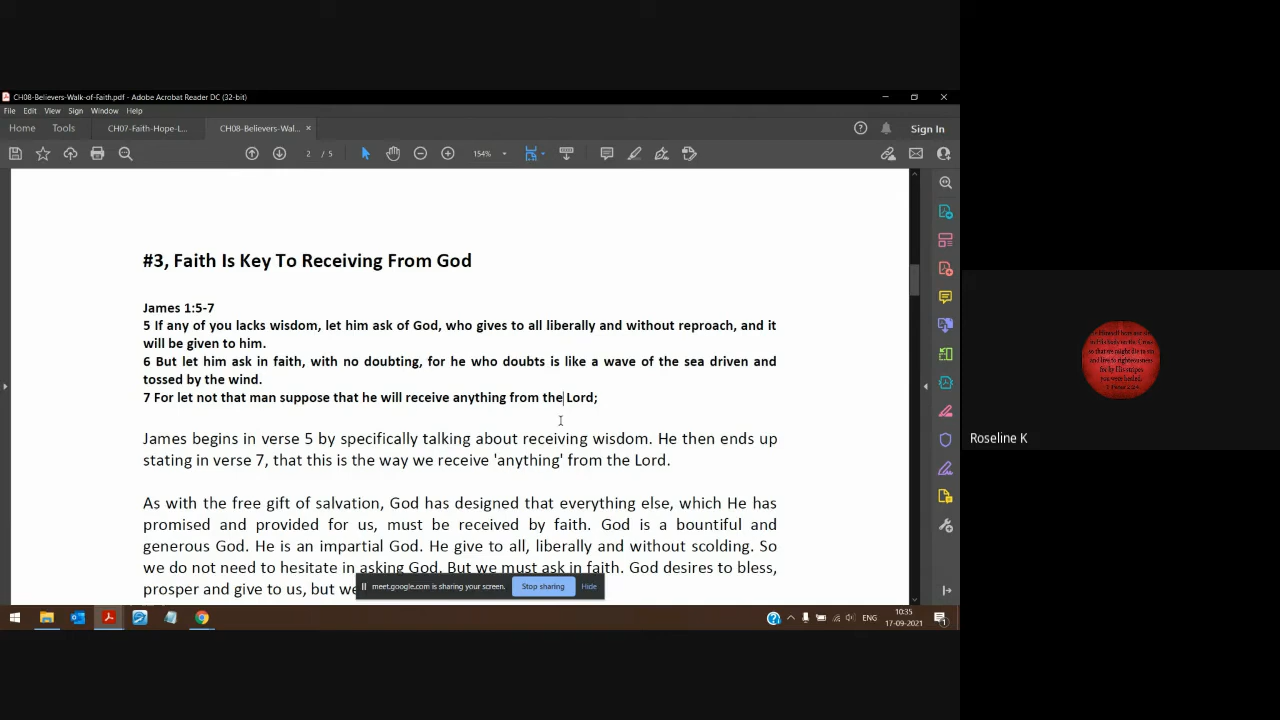 CH08-Believers-Walk-of-Faith.pdf - Adobe Acrobat Reader DC (32-bit)
File Edit View Sign Window Help
Home Tools CH07-Faith-Hope-L... CH08-Believers-Wal... × Sign In
2 / 5 154%
#3, Faith Is Key To Receiving From God
James 1:5-7
5 If any of you lacks wisdom, let him ask of God, who gives to all liberally and without reproach, and it
will be given to him.
6 But let him ask in faith, with no doubting, for he who doubts is like a wave of the sea driven and
tossed by the wind.
7 For let not that man suppose that he will receive anything from the Lord;
James begins in verse 5 by specifically talking about receiving wisdom. He then ends up
stating in verse 7, that this is the way we receive 'anything' from the Lord.
As with the free gift of salvation, God has designed that everything else, which He has
promised and provided for us, must be received by faith. God is a bountiful and
generous God. He is an impartial God. He give to all, liberally and without scolding. So
we do not need to hesitate in asking God. But we must ask in faith. God desires to bless,
prosper and give to us, but we
meet.google.com is sharing your screen. Stop sharing Hide
ENG 10:35
17-09-2021
Roseline K